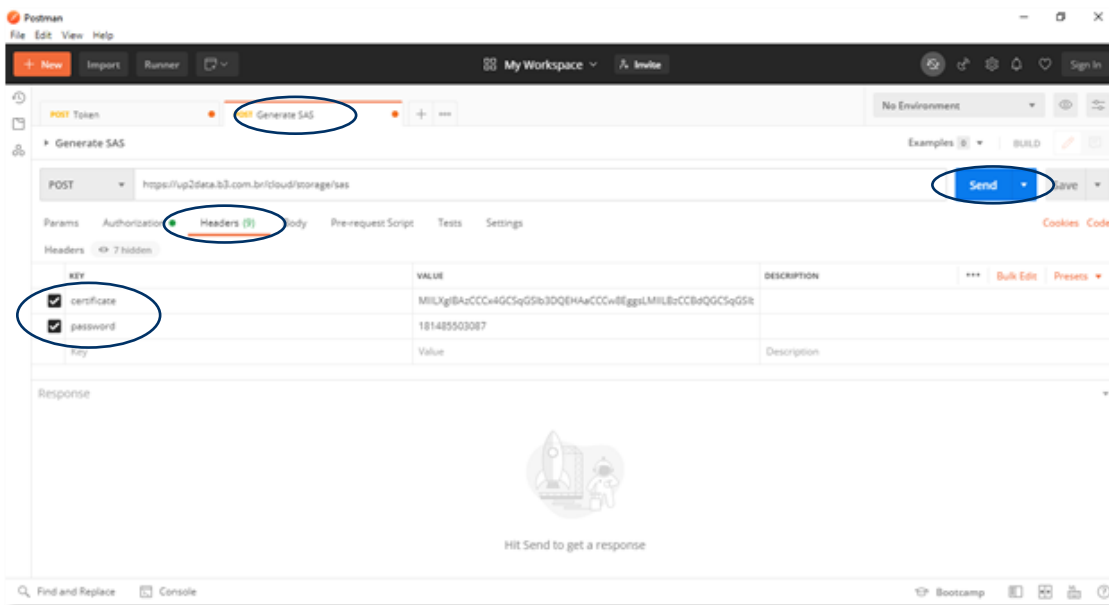 Postman
File Edit View Help
+ New Import Runner My Workspace Invite Sign In
POST Token POST Generate SAS + ••• No Environment
Generate SAS Examples 0 BUILD
POST https://up2data.b3.com.br/cloud/storage/sas Send Save
Params Authorization Headers (9) Body Pre-request Script Tests Settings Cookies Code
Headers 7 hidden
KEY VALUE DESCRIPTION ••• Bulk Edit Presets
certificate
password 181485503087
Key Value Description
Response
Hit Send to get a response
Find and Replace Console Bootcamp